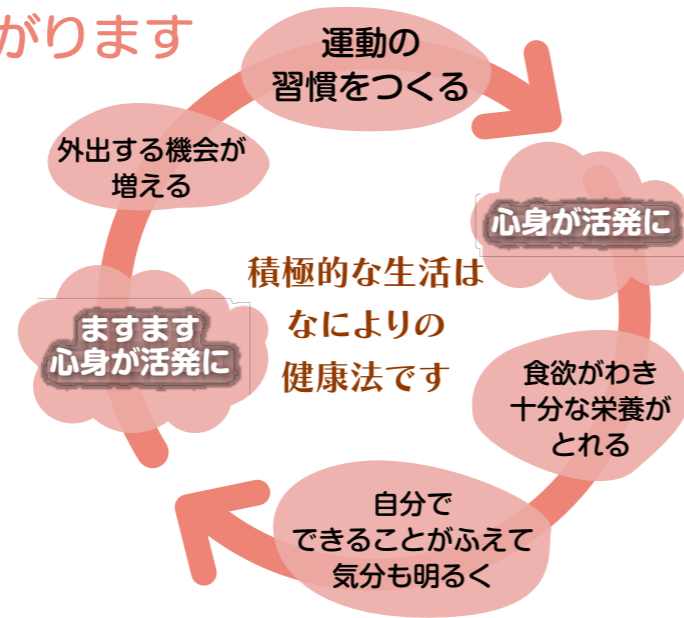 がります
運動の
習慣をつくる
心身が活発に
食欲がわき
十分な栄養が
とれる
自分で
できることがふえて
気分も明るく
ますます
心身が活発に
外出する機会が
増える
積極的な生活は
なによりの
健康法です